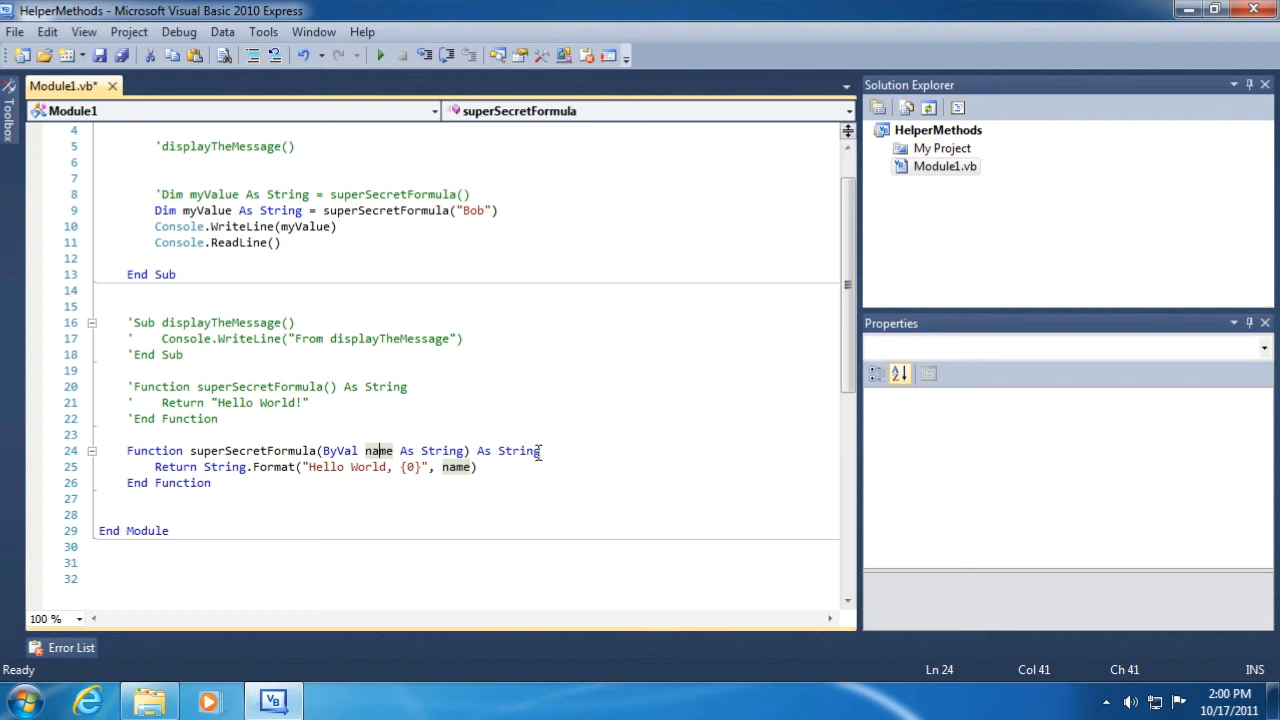 HelperMethods - Microsoft Visual Basic 2010 Express
File Edit View Project Debug Data Tools Window Help
Module1.vb*
Toolbox
Module1
superSecretFormula
4
5 'displayTheMessage()
6
7
8 'Dim myValue As String = superSecretFormula()
9 Dim myValue As String = superSecretFormula("Bob")
10 Console.WriteLine(myValue)
11 Console.ReadLine()
12
13 End Sub
14
15
16 'Sub displayTheMessage()
17 '    Console.WriteLine("From displayTheMessage")
18 'End Sub
19
20 'Function superSecretFormula() As String
21 '    Return "Hello World!"
22 'End Function
23
24 Function superSecretFormula(ByVal name As String) As String
25 Return String.Format("Hello World, {0}", name)
26 End Function
27
28
29 End Module
30
31
32
100 %
Solution Explorer
HelperMethods
My Project
Module1.vb
Properties
Error List
Ready
Ln 24 Col 41 Ch 41 INS
2:00 PM
10/17/2011